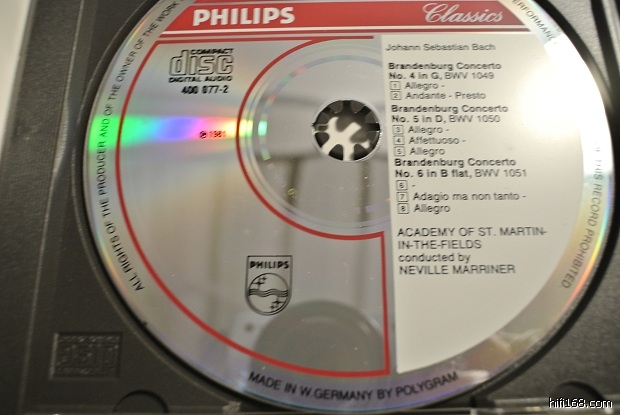 PHILIPS Classics
COMPACT
disc
DIGITAL AUDIO
400 077-2
℗ 1981
Johann Sebastian Bach
Brandenburg Concerto
No. 4 in G, BWV 1049
1 Allegro -
2 Andante - Presto
Brandenburg Concerto
No. 5 in D, BWV 1050
3 Allegro -
4 Affettuoso -
5 Allegro
Brandenburg Concerto
No. 6 in B flat, BWV 1051
6 -
7 Adagio ma non tanto -
8 Allegro
ACADEMY OF ST. MARTIN-
IN-THE-FIELDS
conducted by
NEVILLE MARRINER
PHILIPS
ALL RIGHTS OF THE PRODUCER AND OF THE OWNER OF THE WORK
PERFORMANCE
THIS RECORD PROHIBITED
MADE IN W.GERMANY BY POLYGRAM
hifi168.com